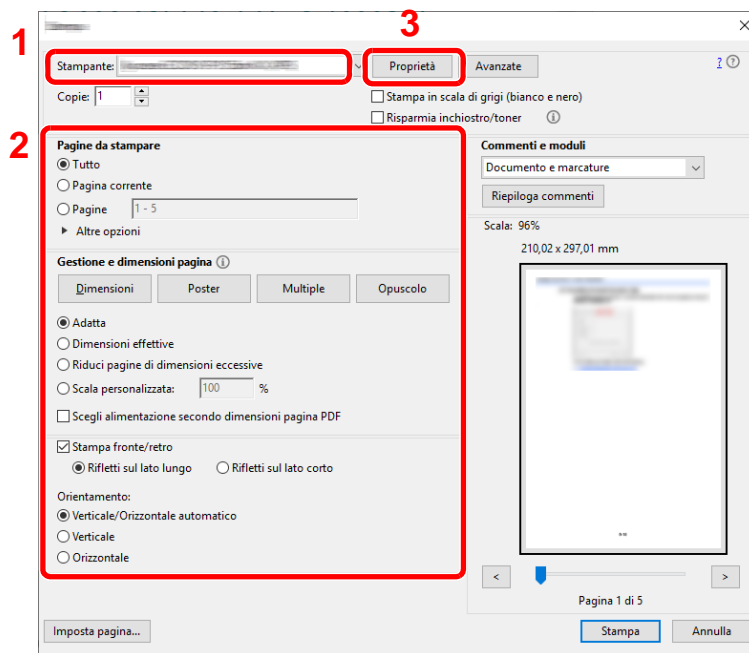 1
3
Stampante:
Proprietà
Avanzate
?
Copie: 1
Stampa in scala di grigi (bianco e nero)
Risparmia inchiostro/toner
2
Pagine da stampare
Tutto
Pagina corrente
Pagine 1 - 5
Altre opzioni
Gestione e dimensioni pagina
Dimensioni
Poster
Multiple
Opuscolo
Adatta
Dimensioni effettive
Riduci pagine di dimensioni eccessive
Scala personalizzata: 100 %
Scegli alimentazione secondo dimensioni pagina PDF
Stampa fronte/retro
Rifletti sul lato lungo
Rifletti sul lato corto
Orientamento:
Verticale/Orizzontale automatico
Verticale
Orizzontale
Commenti e moduli
Documento e marcature
Riepiloga commenti
Scala: 96%
210,02 x 297,01 mm
<
>
Pagina 1 di 5
Imposta pagina...
Stampa
Annulla